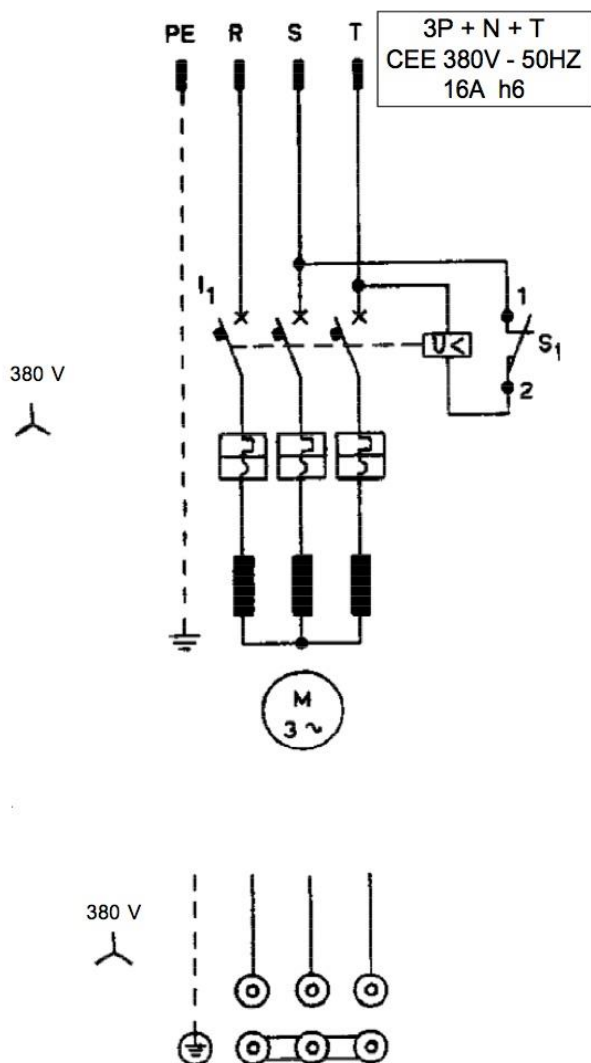 PE R S T
3P + N + T
CEE 380V - 50HZ
16A h6
I1
1
U<
S1
2
380 V
M
3 ~
380 V